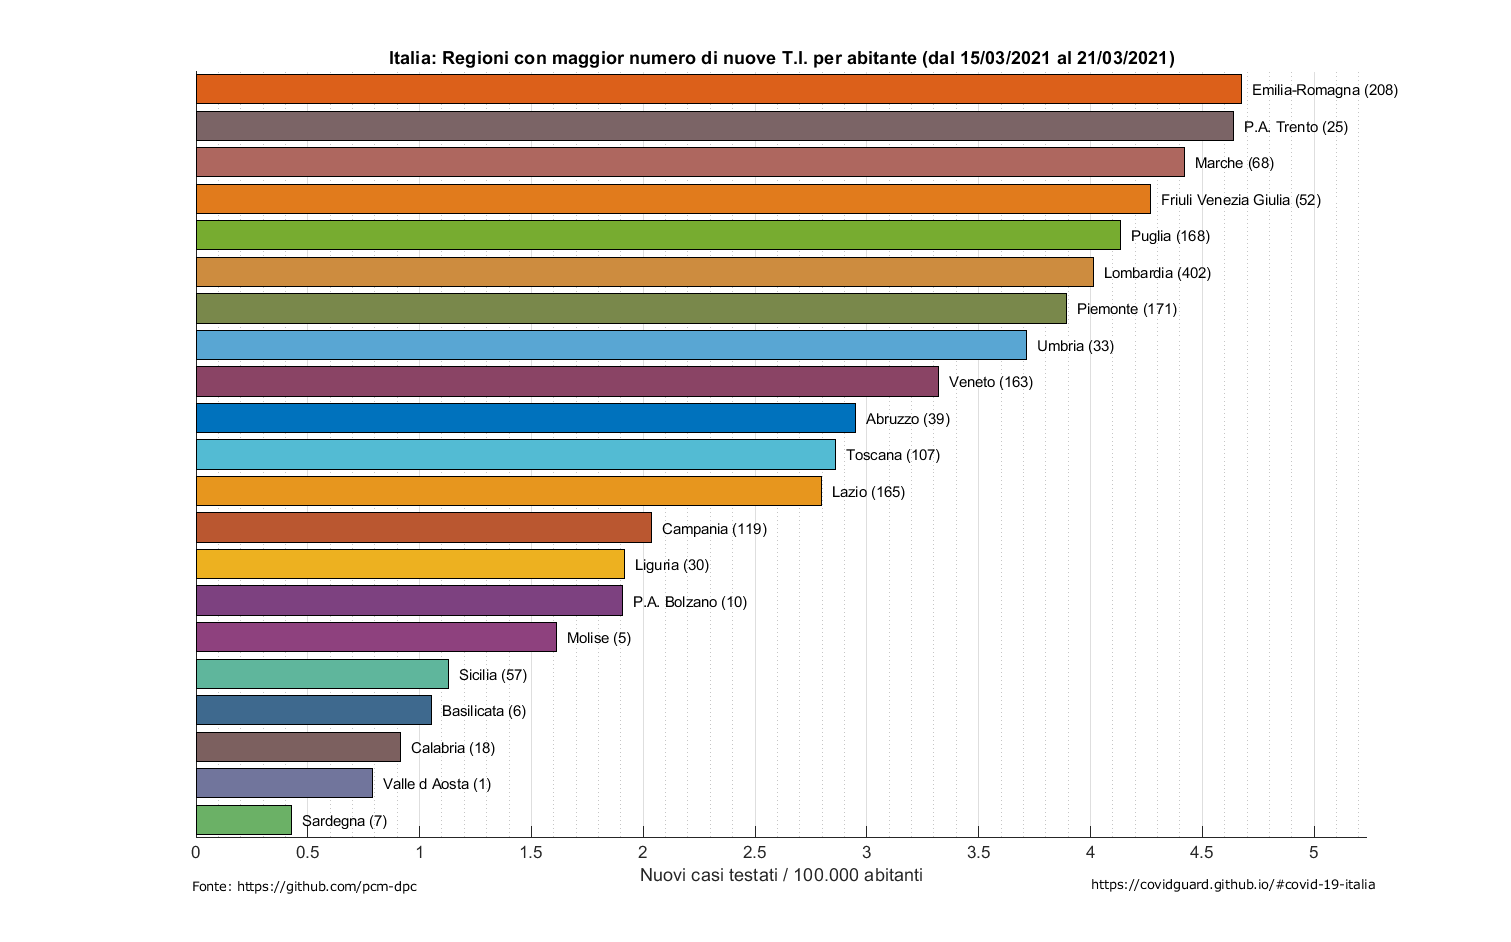 Italia: Regioni con maggior numero di nuove T.I. per abitante (dal 15/03/2021 al 21/03/2021)
Emilia-Romagna (208)
P.A. Trento (25)
Marche (68)
Friuli Venezia Giulia (52)
Puglia (168)
Lombardia (402)
Piemonte (171)
Umbria (33)
Veneto (163)
Abruzzo (39)
Toscana (107)
Lazio (165)
Campania (119)
Liguria (30)
P.A. Bolzano (10)
Molise (5)
Sicilia (57)
Basilicata (6)
Calabria (18)
Valle d Aosta (1)
Sardegna (7)
0 0.5 1 1.5 2 2.5 3 3.5 4 4.5 5
Nuovi casi testati / 100.000 abitanti
Fonte: https://github.com/pcm-dpc
https://covidguard.github.io/#covid-19-italia